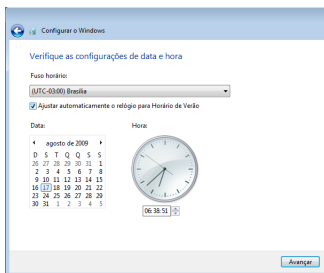 Configurar o Windows
Verifique as configurações de data e hora
Fuso horário:
(UTC-03:00) Brasília
Ajustar automaticamente o relógio para Horário de Verão
Data:
Hora:
agosto de 2009
D S T Q Q S S
26 27 28 29 30 31 1
2 3 4 5 6 7 8
9 10 11 12 13 14 15
16 17 18 19 20 21 22
23 24 25 26 27 28 29
30 31 1 2 3 4 5
06:38:51
Avançar